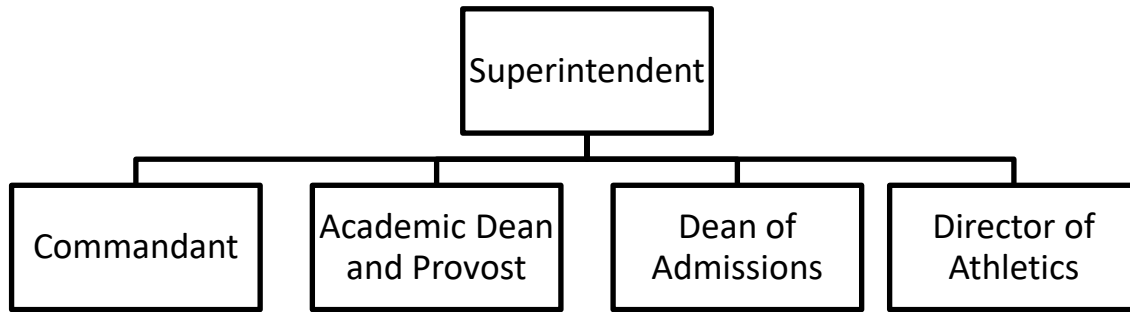 Superintendent
Commandant
Academic Dean
and Provost
Dean of
Admissions
Director of
Athletics